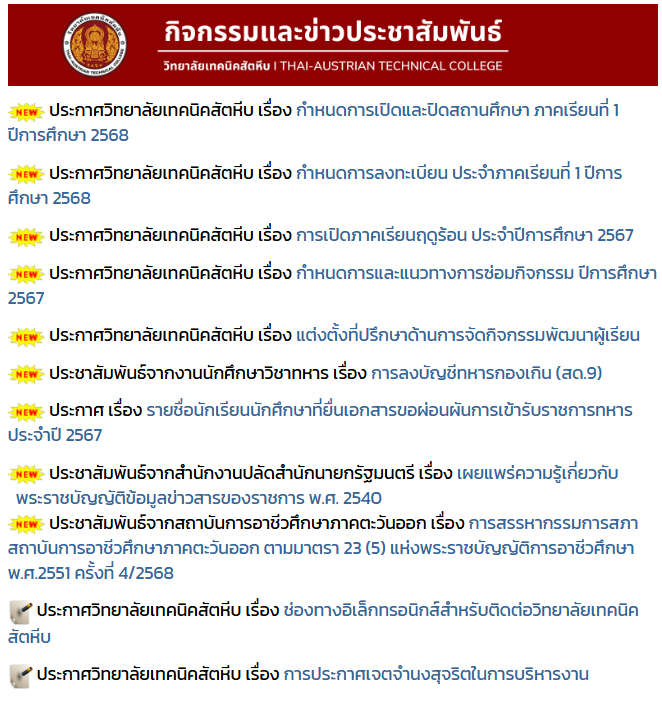 วิทยาลัยเทคนิคสัตหีบ
THAI-AUSTRIAN TECHNICAL COLLEGE
กิจกรรมและข่าวประชาสัมพันธ์
วิทยาลัยเทคนิคสัตหีบ | THAI-AUSTRIAN TECHNICAL COLLEGE
NEW ประกาศวิทยาลัยเทคนิคสัตหีบ เรื่อง กำหนดการเปิดและปิดสถานศึกษา ภาคเรียนที่ 1
ปีการศึกษา 2568
NEW ประกาศวิทยาลัยเทคนิคสัตหีบ เรื่อง กำหนดการลงทะเบียน ประจำภาคเรียนที่ 1 ปีการ
ศึกษา 2568
NEW ประกาศวิทยาลัยเทคนิคสัตหีบ เรื่อง การเปิดภาคเรียนฤดูร้อน ประจำปีการศึกษา 2567
NEW ประกาศวิทยาลัยเทคนิคสัตหีบ เรื่อง กำหนดการและแนวทางการซ่อมกิจกรรม ปีการศึกษา
2567
NEW ประกาศวิทยาลัยเทคนิคสัตหีบ เรื่อง แต่งตั้งที่ปรึกษาด้านการจัดกิจกรรมพัฒนาผู้เรียน
NEW ประชาสัมพันธ์จากงานนักศึกษาวิชาทหาร เรื่อง การลงบัญชีทหารกองเกิน (สด.9)
NEW ประกาศ เรื่อง รายชื่อนักเรียนนักศึกษาที่ยื่นเอกสารขอผ่อนผันการเข้ารับราชการทหาร
ประจำปี 2567
NEW ประชาสัมพันธ์จากสำนักงานปลัดสำนักนายกรัฐมนตรี เรื่อง เผยแพร่ความรู้เกี่ยวกับ
พระราชบัญญัติข้อมูลข่าวสารของราชการ พ.ศ. 2540
NEW ประชาสัมพันธ์จากสถาบันการอาชีวศึกษาภาคตะวันออก เรื่อง การสรรหากรรมการสภา
สถาบันการอาชีวศึกษาภาคตะวันออก ตามมาตรา 23 (5) แห่งพระราชบัญญัติการอาชีวศึกษา
พ.ศ.2551 ครั้งที่ 4/2568
ประกาศวิทยาลัยเทคนิคสัตหีบ เรื่อง ช่องทางอิเล็กทรอนิกส์สำหรับติดต่อวิทยาลัยเทคนิค
สัตหีบ
ประกาศวิทยาลัยเทคนิคสัตหีบ เรื่อง การประกาศเจตจำนงสุจริตในการบริหารงาน